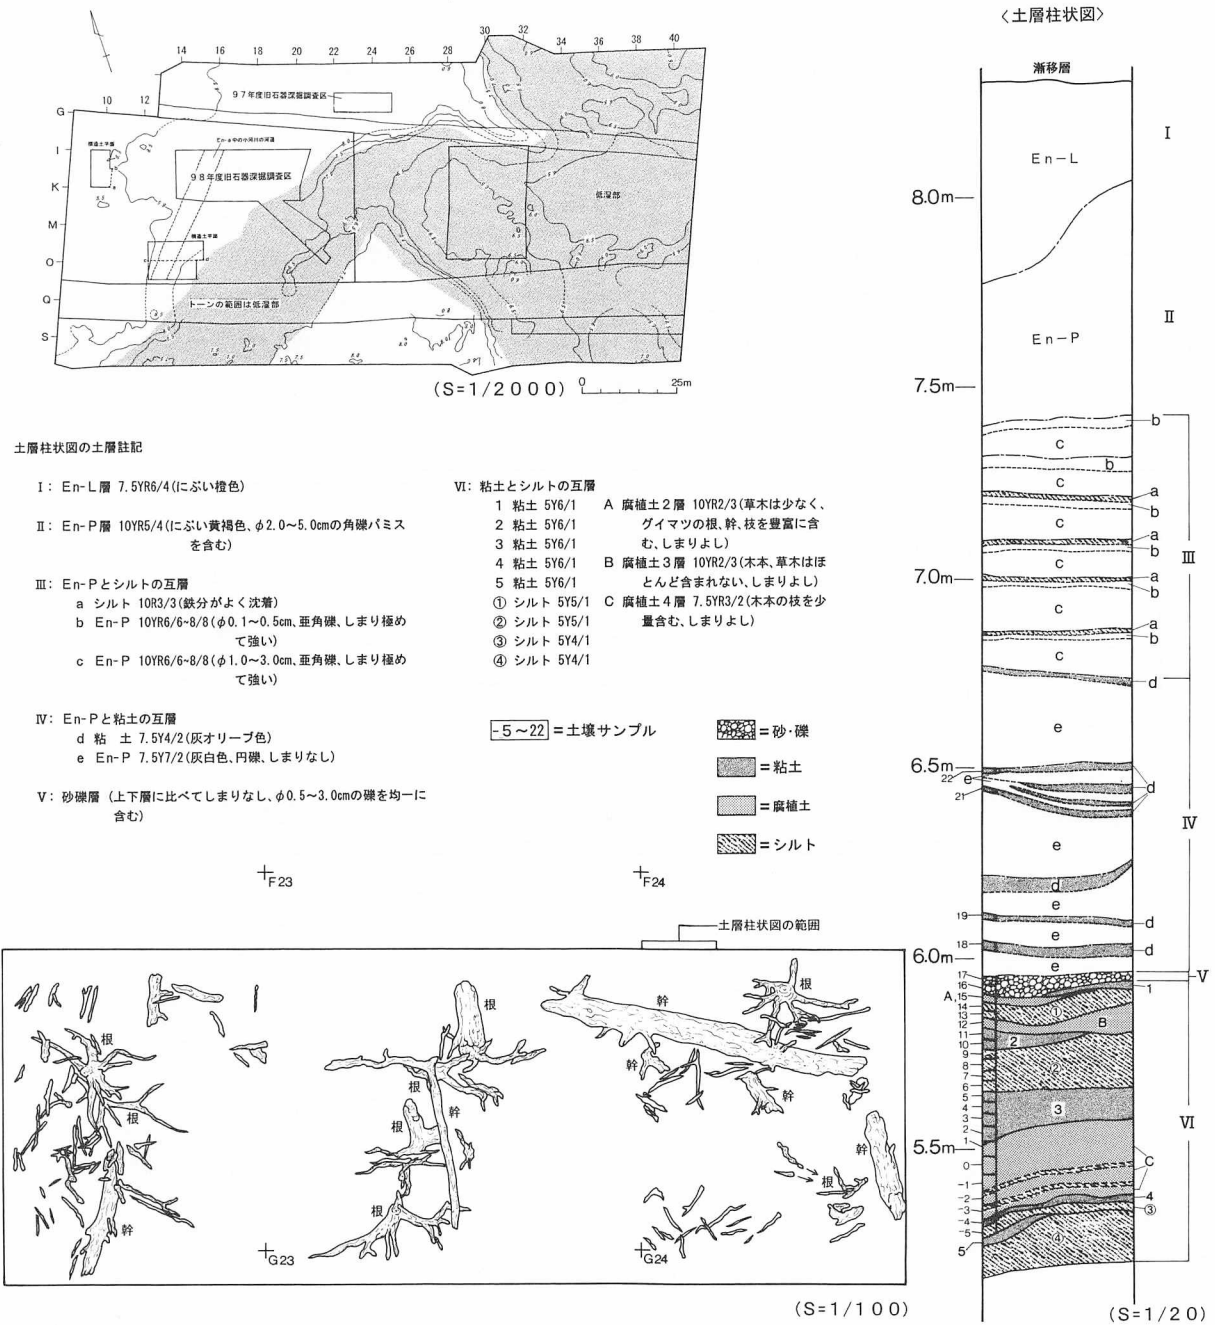 〈土層柱状図〉
漸移層
14 16 18 20 22 24 26 28 30 32 34 36 38 40
10 12
G
I
K
M
O
Q
S
97年度旧石器深掘調査区
En-a中の小河川の河道
構造土平面
98年度旧石器深掘調査区
構造土平面
低湿部
トーンの範囲は低湿部
(S=1/2000)
0 25m
土層柱状図の土層註記
Ⅰ: En-L層 7.5YR6/4(にぶい橙色)
Ⅱ: En-P層 10YR5/4(にぶい黄褐色、φ2.0~5.0cmの角礫パミス
を含む)
Ⅲ: En-Pとシルトの互層
a シルト 10R3/3(鉄分がよく沈着)
b En-P 10YR6/6~8/8(φ0.1~0.5cm、亜角礫、しまり極め
て強い)
c En-P 10YR6/6~8/8(φ1.0~3.0cm、亜角礫、しまり極め
て強い)
Ⅳ: En-Pと粘土の互層
d 粘 土 7.5Y4/2(灰オリーブ色)
e En-P 7.5Y7/2(灰白色、円礫、しまりなし)
Ⅴ: 砂礫層 (上下層に比べてしまりなし、φ0.5~3.0cmの礫を均一に
含む)
Ⅵ: 粘土とシルトの互層
1 粘土 5Y6/1
2 粘土 5Y6/1
3 粘土 5Y6/1
4 粘土 5Y6/1
5 粘土 5Y6/1
① シルト 5Y5/1
② シルト 5Y5/1
③ シルト 5Y4/1
④ シルト 5Y4/1
A 腐植土2層 10YR2/3(草木は少なく、
グイマツの根、幹、枝を豊富に含
む、しまりよし)
B 腐植土3層 10YR2/3(木本、草木はほ
とんど含まれない、しまりよし)
C 腐植土4層 7.5YR3/2(木本の枝を少
量含む、しまりよし)
-5~22 =土壌サンプル
=砂・礫
=粘土
=腐植土
=シルト
F23
F24
土層柱状図の範囲
根
根
幹
根
根
幹
根
幹
根
幹
幹
幹
根
G23
G24
(S=1/100)
En-L
En-P
8.0m
7.5m
7.0m
6.5m
6.0m
5.5m
Ⅰ
Ⅱ
Ⅲ
Ⅳ
Ⅴ
Ⅵ
b
c
b
c
a
b
c
a
b
c
a
b
c
a
b
c
d
e
22
e
21
d
e
d
e
19
d
e
18
d
e
17
16
A,15
14
13
12
11
10
9
8
7
6
5
4
3
2
1
0
-1
-2
-3
-4
-5
5
1
①
B
2
②
3
C
4
③
④
(S=1/20)